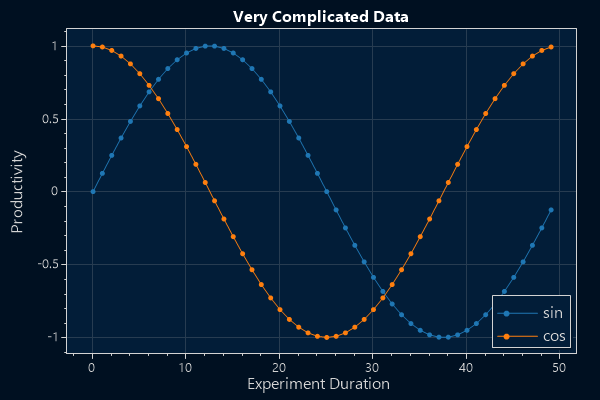 Very Complicated Data
1
0.5
0
-0.5
-1
Productivity
0 10 20 30 40 50
Experiment Duration
sin
cos